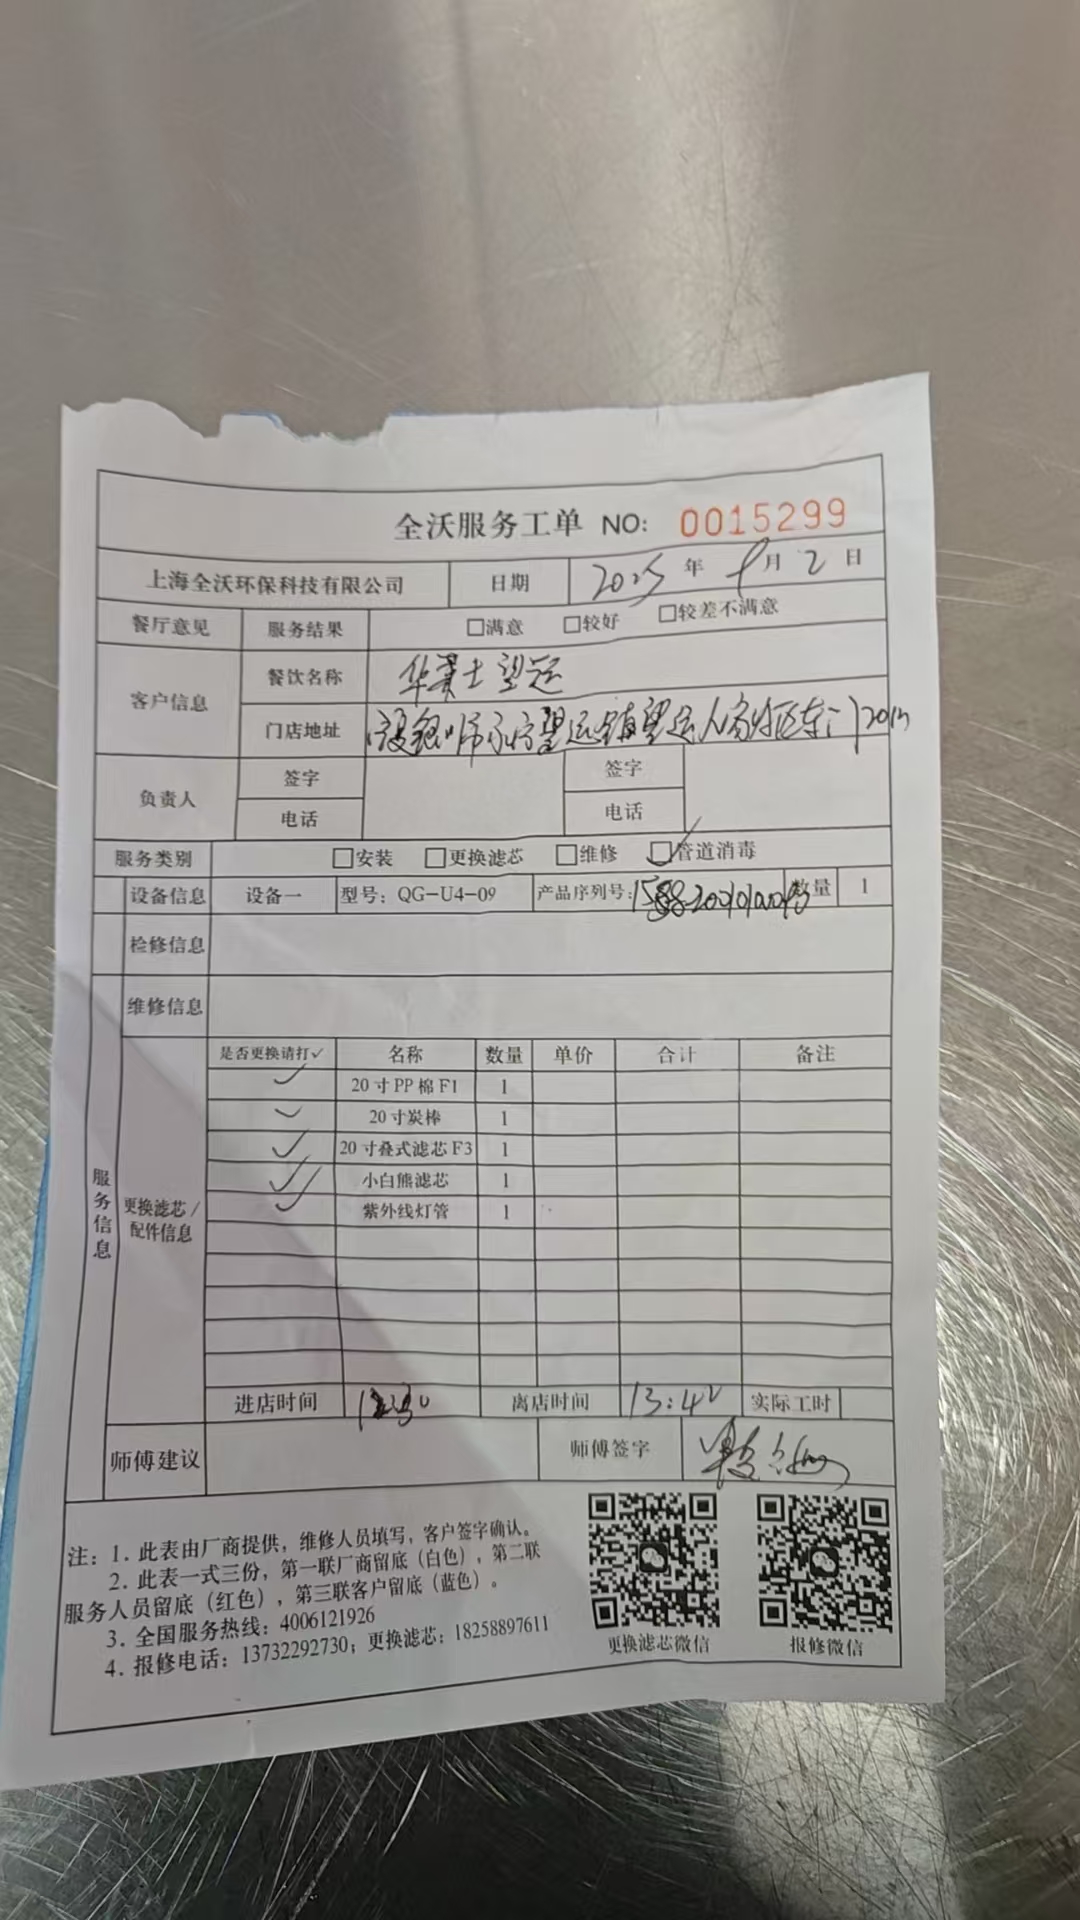 全沃服务工单 NO: 0015299
上海全沃环保科技有限公司 日期 2025年9月2日
餐厅意见 服务结果 □满意 □较好 □较差不满意
客户信息 餐饮名称 华莱士望远
门店地址
负责人 签字 签字
电话 电话
服务类别 □安装 □更换滤芯 □维修 ☑管道消毒
设备信息 设备一 型号: QG-U4-09 产品序列号: 数量 1
检修信息
维修信息
服务信息
更换滤芯/配件信息
是否更换请打✓ 名称 数量 单价 合计 备注
✓ 20寸PP棉F1 1
✓ 20寸炭棒 1
✓ 20寸叠式滤芯F3 1
✓ 小白熊滤芯 1
✓ 紫外线灯管 1
进店时间 离店时间 13:40 实际工时
师傅建议 师傅签字
注: 1. 此表由厂商提供，维修人员填写，客户签字确认。
2. 此表一式三份，第一联厂商留底（白色），第二联
服务人员留底（红色），第三联客户留底（蓝色）。
3. 全国服务热线: 4006121926
4. 报修电话: 13732292730; 更换滤芯: 18258897611
更换滤芯微信 报修微信